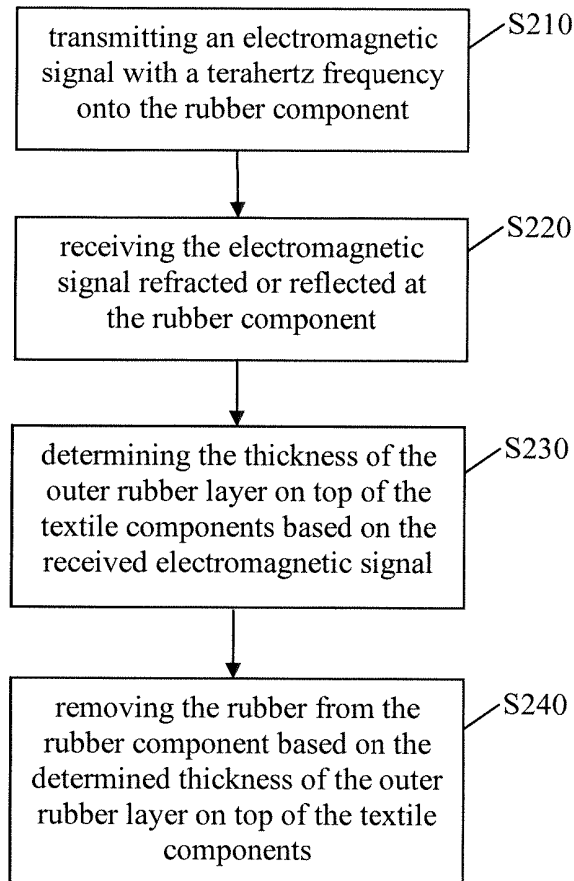 transmitting an electromagnetic
signal with a terahertz frequency
onto the rubber component
S210
receiving the electromagnetic
signal refracted or reflected at
the rubber component
S220
determining the thickness of the
outer rubber layer on top of the
textile components based on the
received electromagnetic signal
S230
removing the rubber from the
rubber component based on the
determined thickness of the outer
rubber layer on top of the textile
components
S240